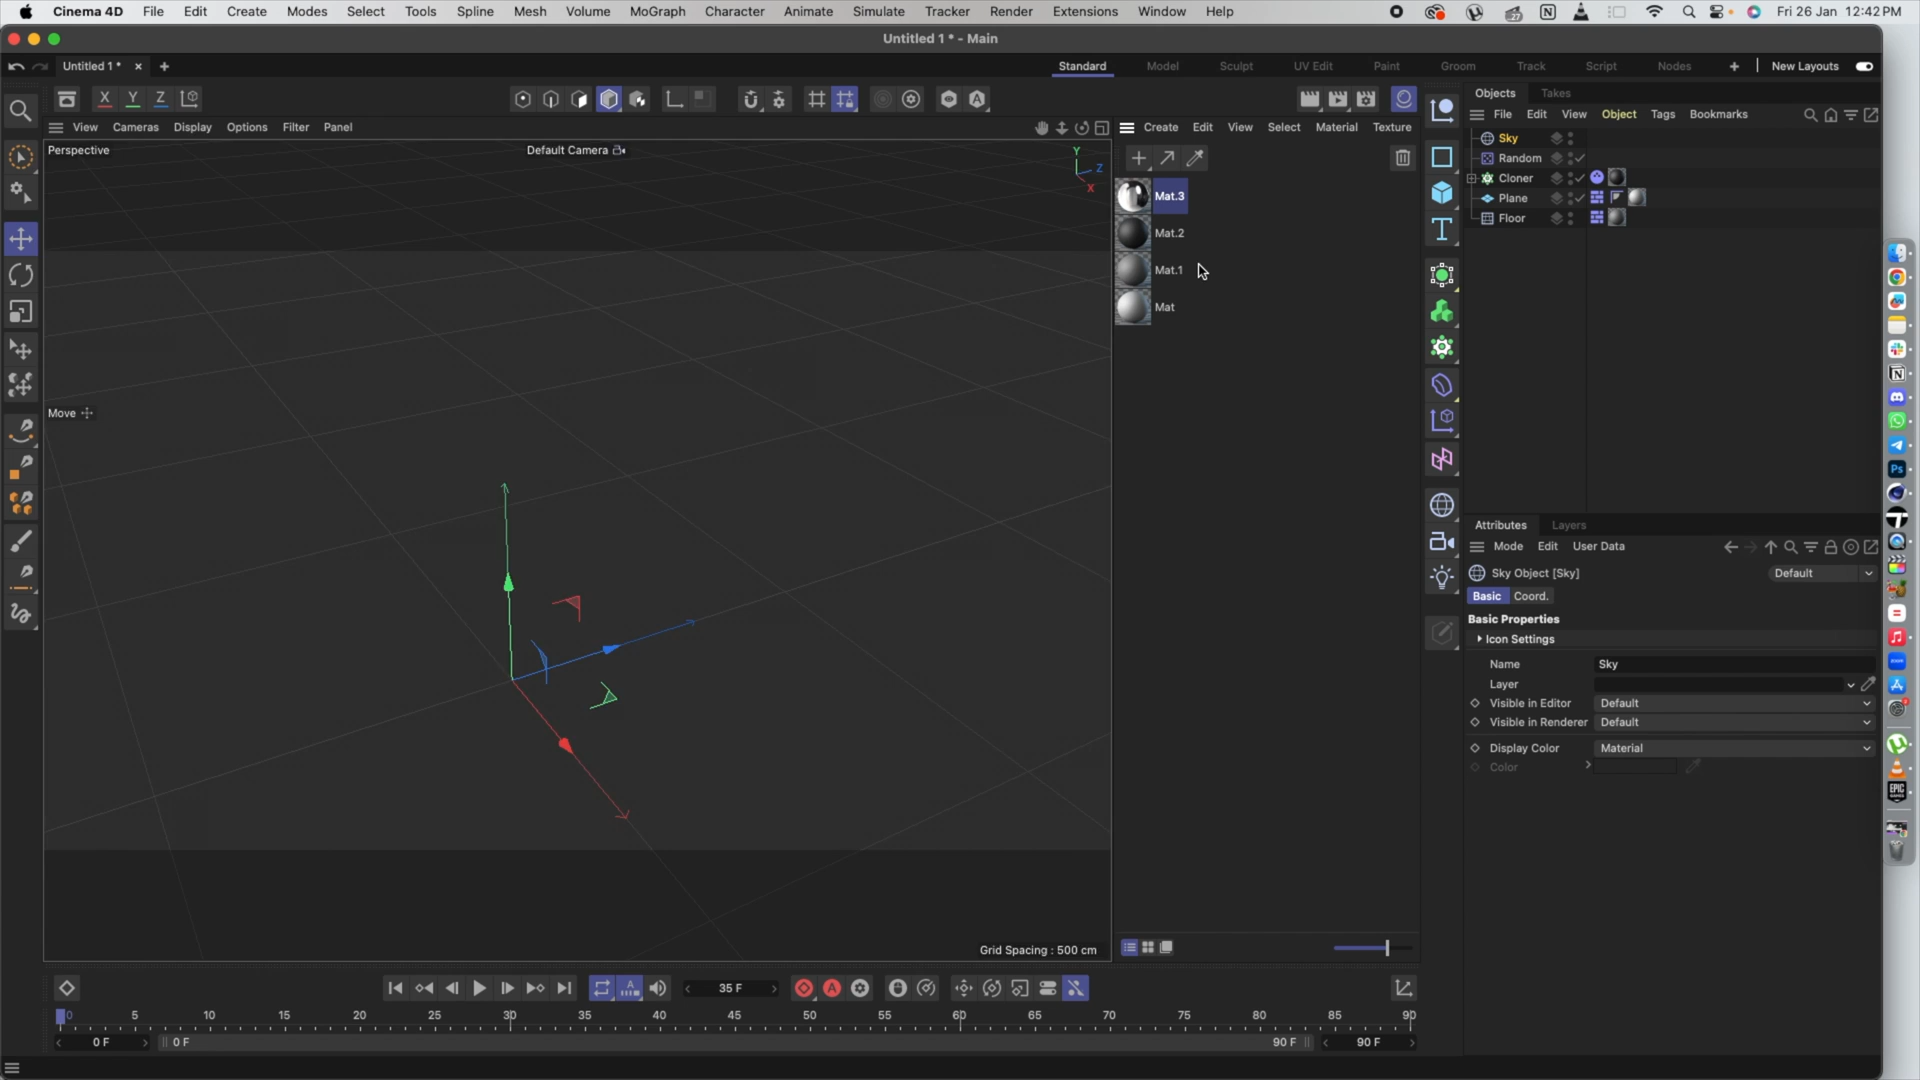 Cinema 4D File Edit Create Modes Select Tools Spline Mesh Volume MoGraph Character Animate Simulate Tracker Render Extensions Window Help Fri 26 Jan 12:42 PM
Untitled 1 * - Main
Untitled 1 * Standard Model Sculpt UV Edit Paint Groom Track Script Nodes New Layouts
X Y Z
Objects Takes
File Edit View Object Tags Bookmarks
View Cameras Display Options Filter Panel
Create Edit View Select Material Texture
Perspective Default Camera
Y
Z
X
Sky
Random
Cloner
Plane
Floor
Mat.3
Mat.2
Mat.1
Mat
Move
Grid Spacing : 500 cm
Attributes Layers
Mode Edit User Data
Sky Object [Sky] Default
Basic Coord.
Basic Properties
Icon Settings
Name Sky
Layer
Visible in Editor Default
Visible in Renderer Default
Display Color Material
Color
35 F
0 5 10 15 20 25 30 35 40 45 50 55 60 65 70 75 80 85 90
0 F 0 F 90 F 90 F